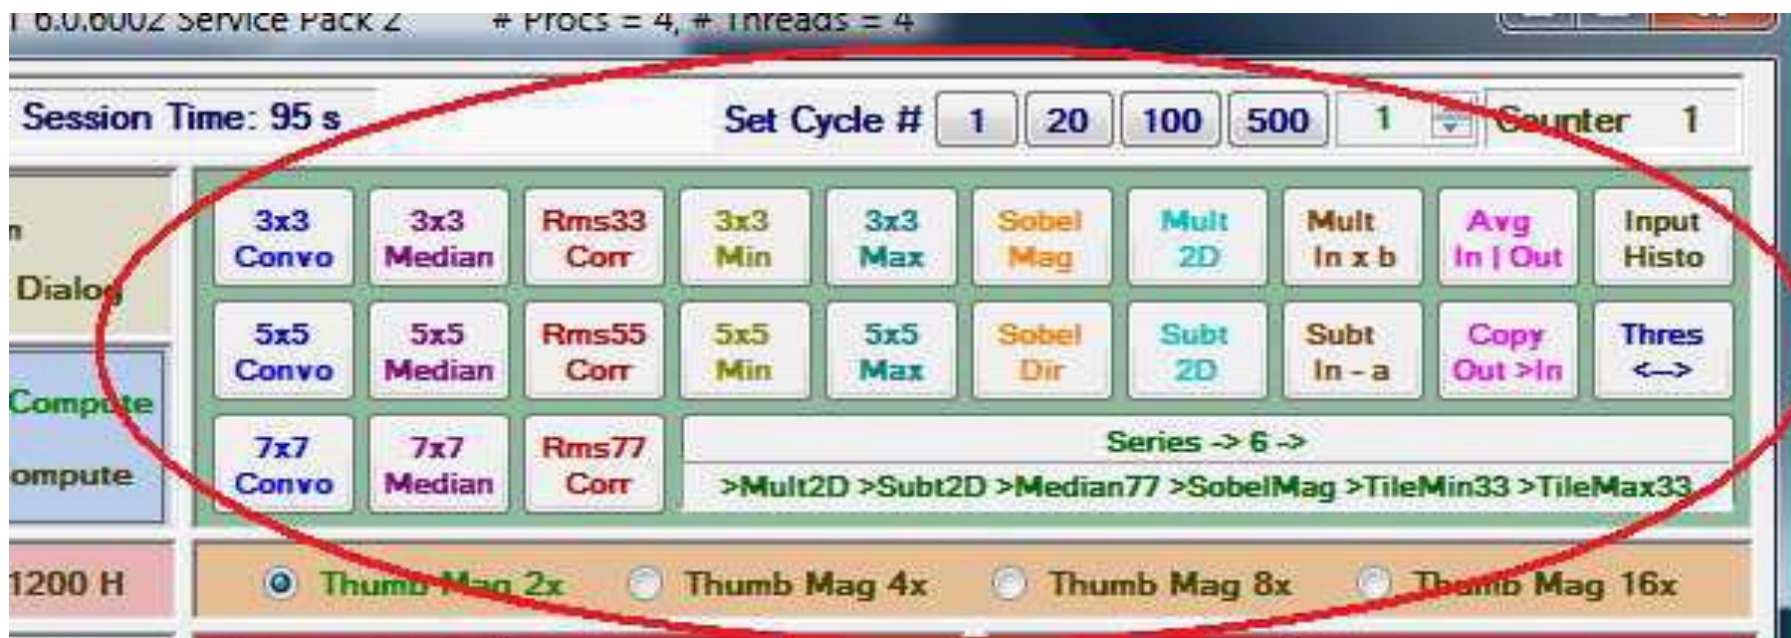 6.0.6002 Service Pack 2 # Procs = 4, # Threads = 4
Session Time: 95 s
Set Cycle # 1 20 100 500 1 Counter 1
Dialog
Compute
ompute
1200 H
3x3 3x3 Rms33 3x3 3x3 Sobel Mult Mult Avg Input
Convo Median Corr Min Max Mag 2D In x b In | Out Histo
5x5 5x5 Rms55 5x5 5x5 Sobel Subt Subt Copy Thres
Convo Median Corr Min Max Dir 2D In - a Out >In <-->
7x7 7x7 Rms77
Convo Median Corr
Series -> 6 ->
>Mult2D >Subt2D >Median77 >SobelMag >TileMin33 >TileMax33
Thumb Mag 2x Thumb Mag 4x Thumb Mag 8x Thumb Mag 16x